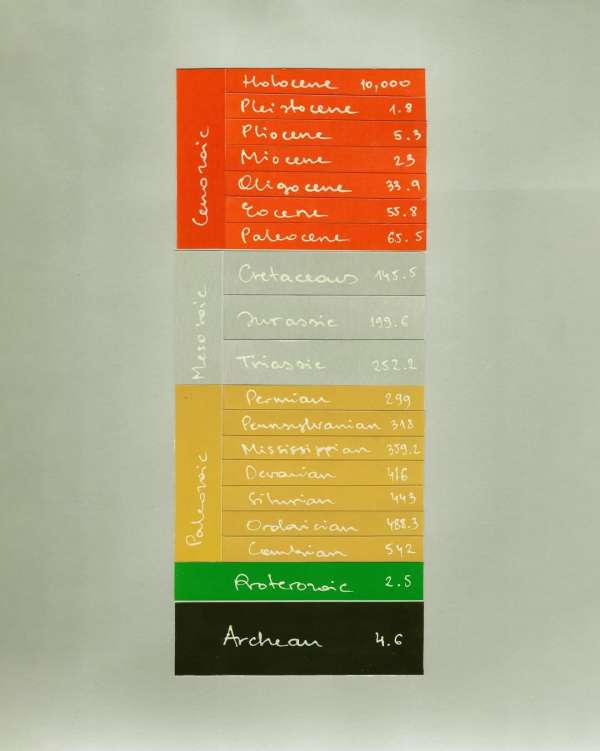 Cenozoic
Holocene 10,000
Pleistocene 1.8
Pliocene 5.3
Miocene 23
Oligocene 33.9
Eocene 55.8
Paleocene 65.5
Mesozoic
Cretaceous 145.5
Jurassic 199.6
Triassic 252.2
Paleozoic
Permian 299
Pennsylvanian 318
Mississippian 359.2
Devonian 416
Silurian 443
Ordovician 488.3
Cambrian 542
Proterozoic 2.5
Archean 4.6